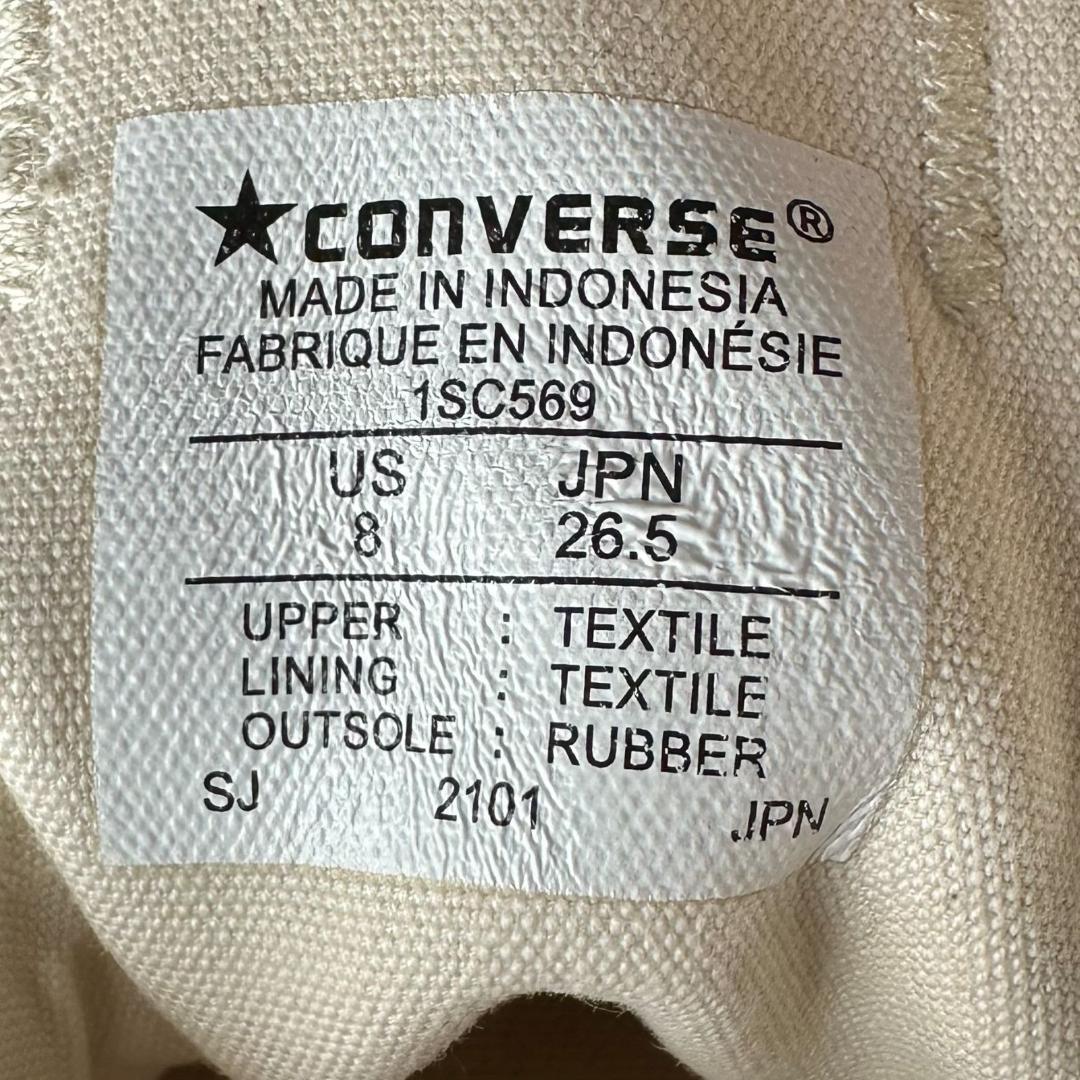 ★CONVERSE®
MADE IN INDONESIA
FABRIQUE EN INDONÉSIE
1SC569
US JPN
8 26.5
UPPER : TEXTILE
LINING : TEXTILE
OUTSOLE : RUBBER
SJ 2101 JPN